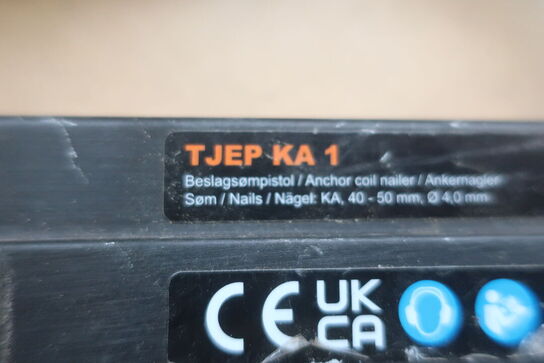 TJEP KA 1
Beslagsømpistol / Anchor coil nailer / Ankernagler
Søm / Nails / Nägel: KA, 40 - 50 mm, Ø 4,0 mm
CE UK
CA